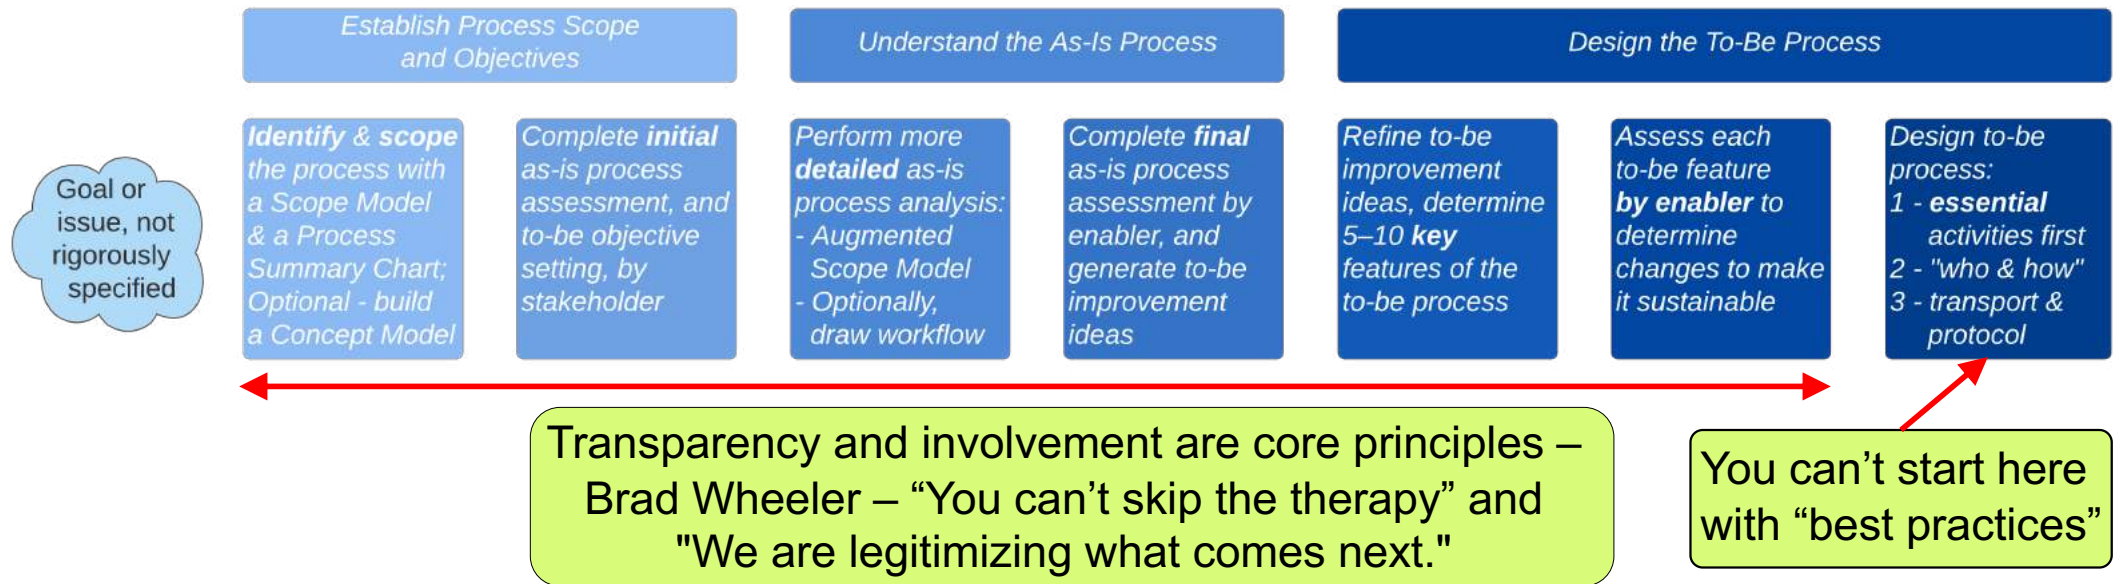 Establish Process Scope
and Objectives
Understand the As-Is Process
Design the To-Be Process
Goal or
issue, not
rigorously
specified
Identify & scope
the process with
a Scope Model
& a Process
Summary Chart;
Optional - build
a Concept Model
Complete initial
as-is process
assessment, and
to-be objective
setting, by
stakeholder
Perform more
detailed as-is
process analysis:
- Augmented
Scope Model
- Optionally,
draw workflow
Complete final
as-is process
assessment by
enabler, and
generate to-be
improvement
ideas
Refine to-be
improvement
ideas, determine
5–10 key
features of the
to-be process
Assess each
to-be feature
by enabler to
determine
changes to make
it sustainable
Design to-be
process:
1 - essential
activities first
2 - "who & how"
3 - transport &
protocol
Transparency and involvement are core principles –
Brad Wheeler – “You can’t skip the therapy” and
"We are legitimizing what comes next."
You can’t start here
with “best practices”